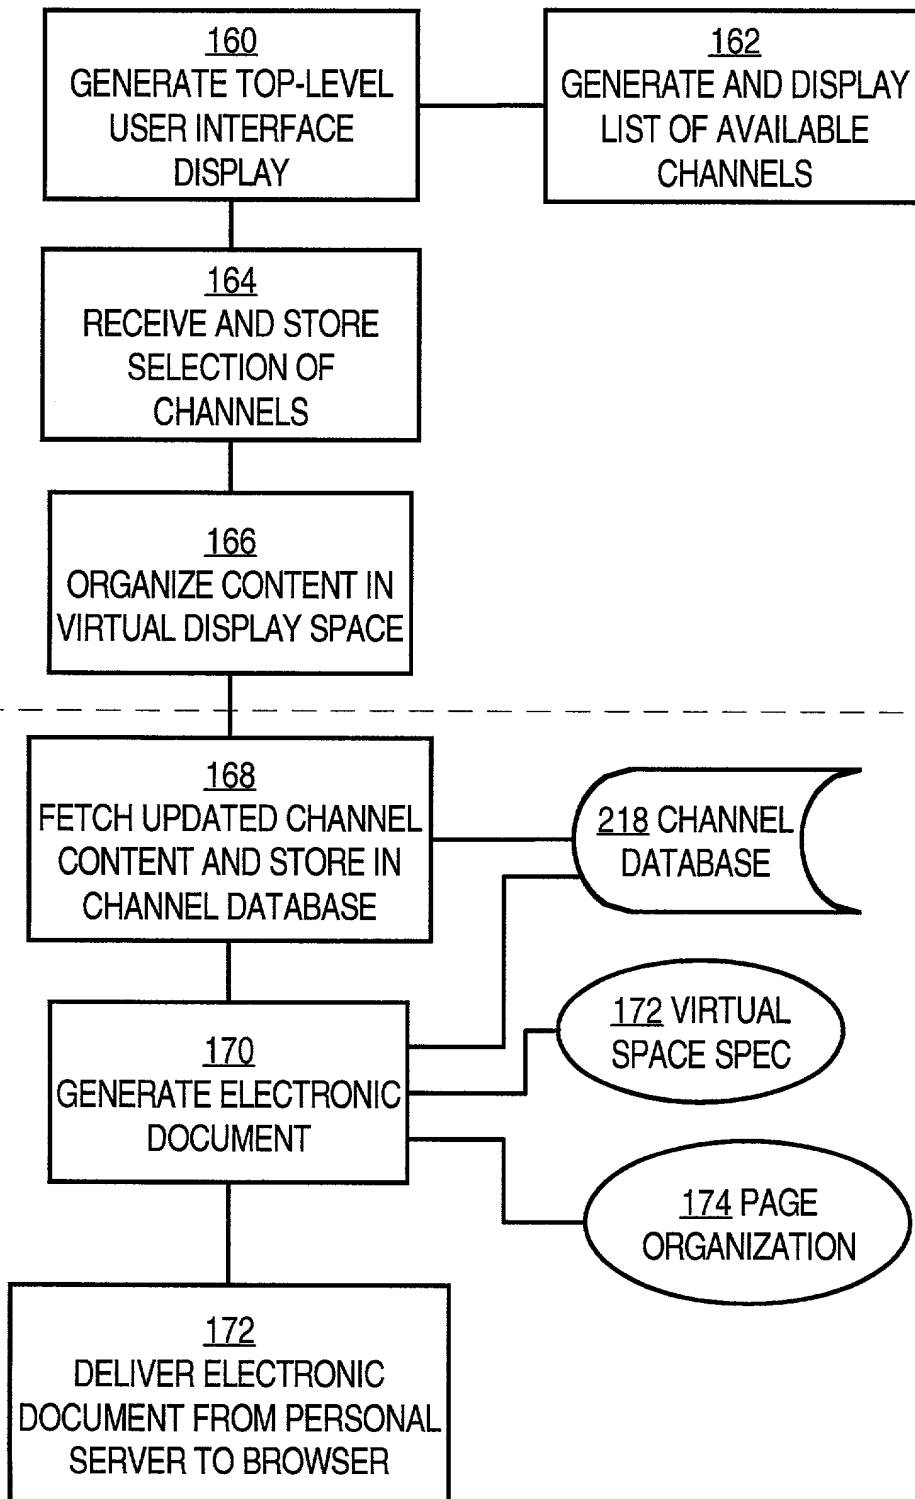 160
GENERATE TOP-LEVEL
USER INTERFACE
DISPLAY
162
GENERATE AND DISPLAY
LIST OF AVAILABLE
CHANNELS
164
RECEIVE AND STORE
SELECTION OF
CHANNELS
166
ORGANIZE CONTENT IN
VIRTUAL DISPLAY SPACE
168
FETCH UPDATED CHANNEL
CONTENT AND STORE IN
CHANNEL DATABASE
218 CHANNEL
DATABASE
170
GENERATE ELECTRONIC
DOCUMENT
172 VIRTUAL
SPACE SPEC
174 PAGE
ORGANIZATION
172
DELIVER ELECTRONIC
DOCUMENT FROM PERSONAL
SERVER TO BROWSER